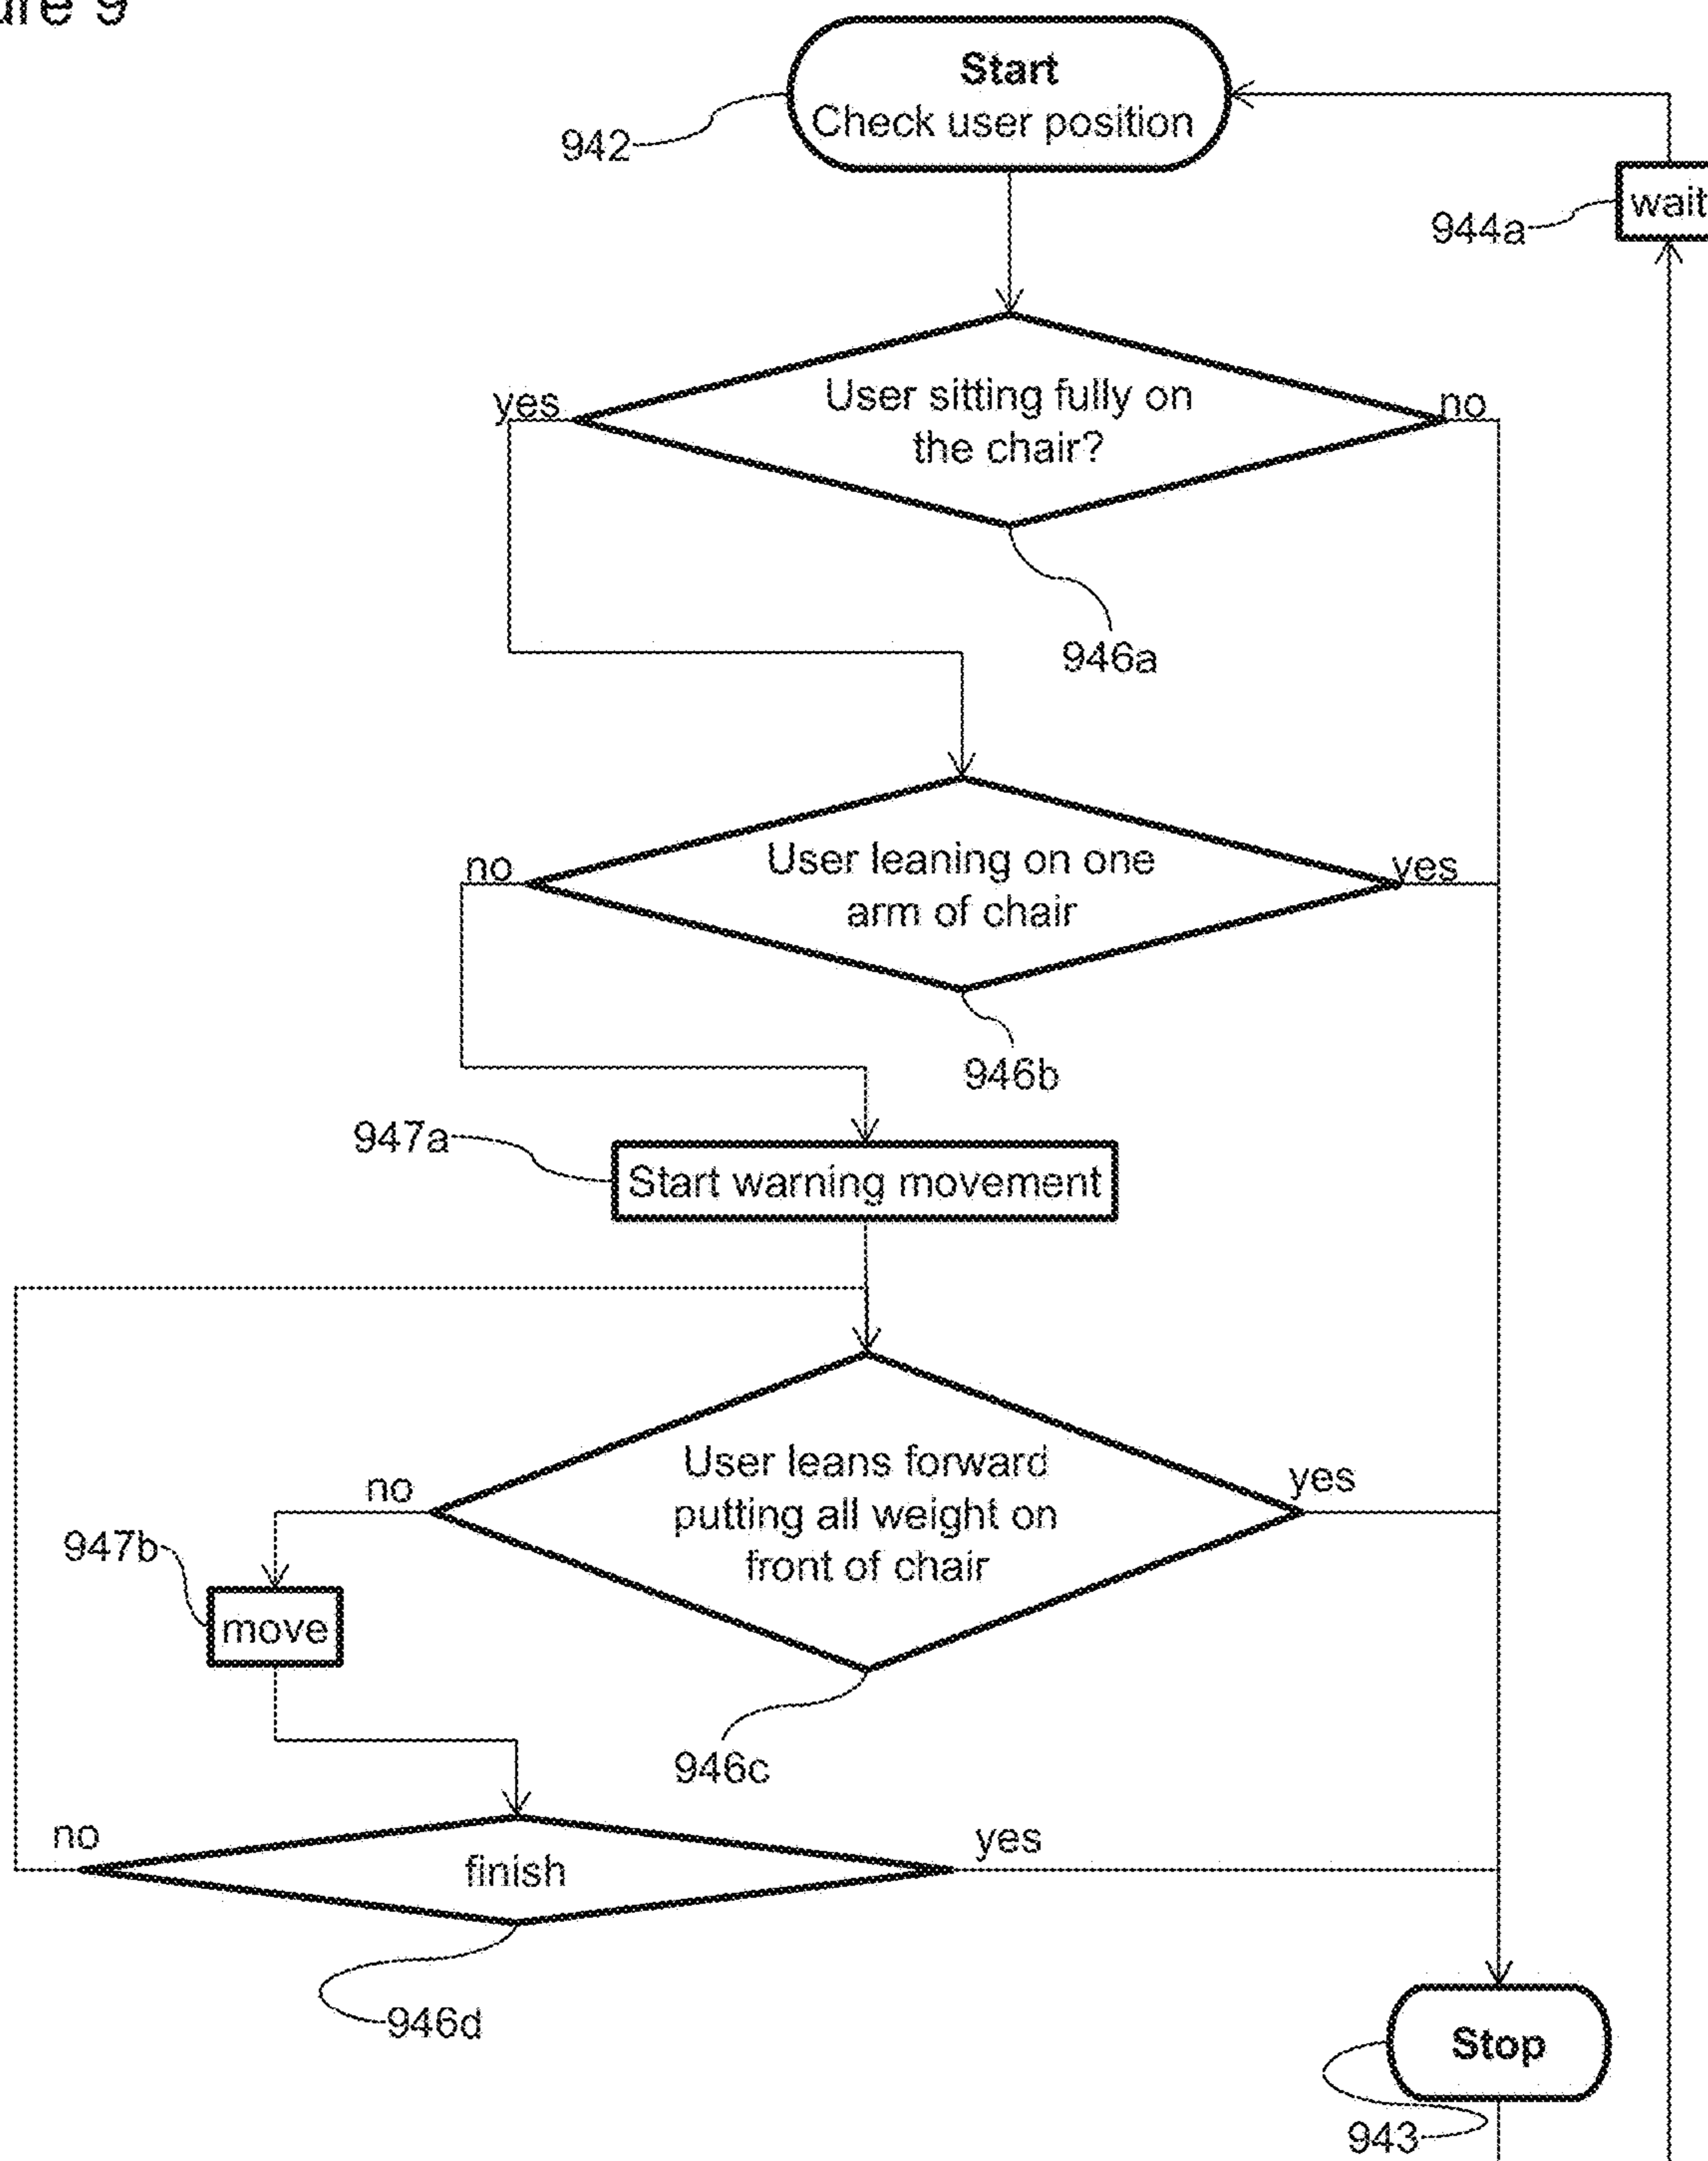 ure 9
Start
Check user position
942
wait
944a
User sitting fully on
the chair?
yes
no
946a
User leaning on one
arm of chair
no
yes
946b
947a
Start warning movement
User leans forward
putting all weight on
front of chair
no
yes
947b
move
946c
no
finish
yes
946d
Stop
943